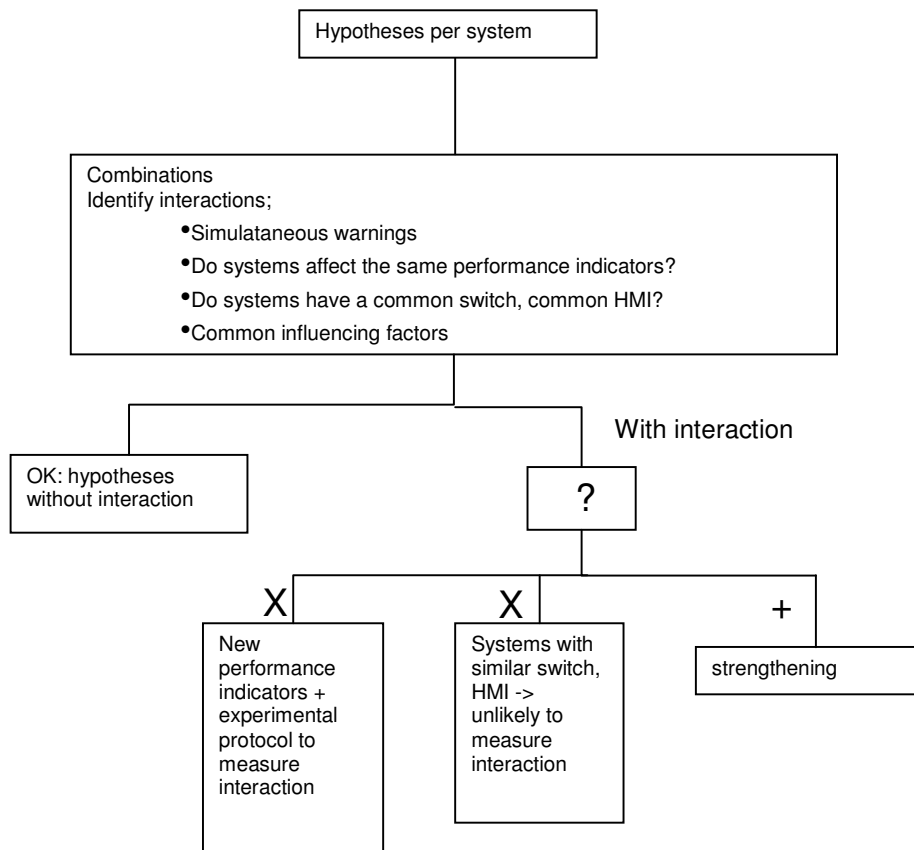 Hypotheses per system
Combinations
Identify interactions;
•Simulataneous warnings
•Do systems affect the same performance indicators?
•Do systems have a common switch, common HMI?
•Common influencing factors
With interaction
OK: hypotheses
without interaction
?
X
X
+
New
performance
indicators +
experimental
protocol to
measure
interaction
Systems with
similar switch,
HMI ->
unlikely to
measure
interaction
strengthening